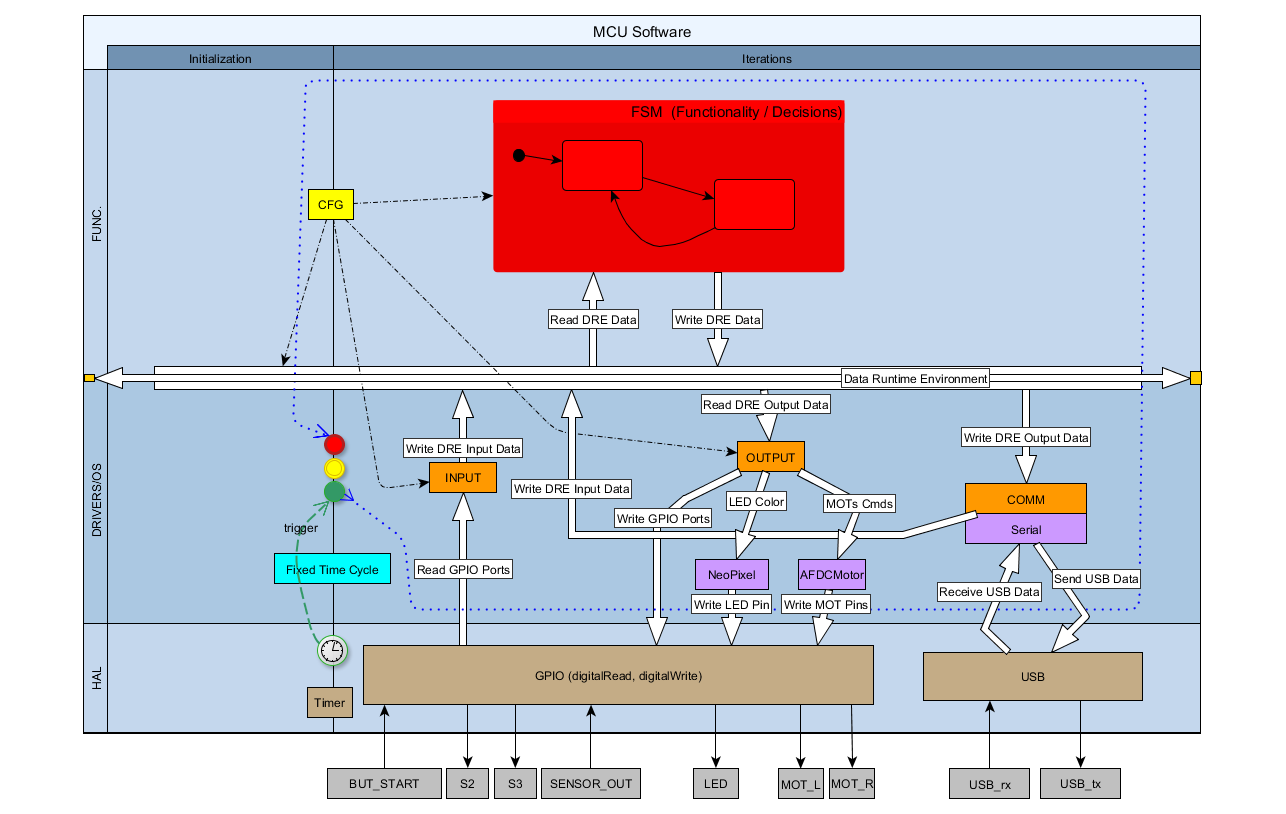 MCU Software
Initialization
Iterations
FUNC.
FSM (Functionality / Decisions)
CFG
Read DRE Data
Write DRE Data
Data Runtime Environment
DRIVERS/OS
Read DRE Output Data
Write DRE Output Data
Write DRE Input Data
OUTPUT
INPUT
Write DRE Input Data
LED Color
MOTs Cmds
COMM
Write GPIO Ports
trigger
Serial
Fixed Time Cycle
Read GPIO Ports
NeoPixel
AFDCMotor
Send USB Data
Receive USB Data
Write LED Pin
Write MOT Pins
HAL
GPIO (digitalRead, digitalWrite)
USB
Timer
BUT_START
S2
S3
SENSOR_OUT
LED
MOT_L
MOT_R
USB_rx
USB_tx